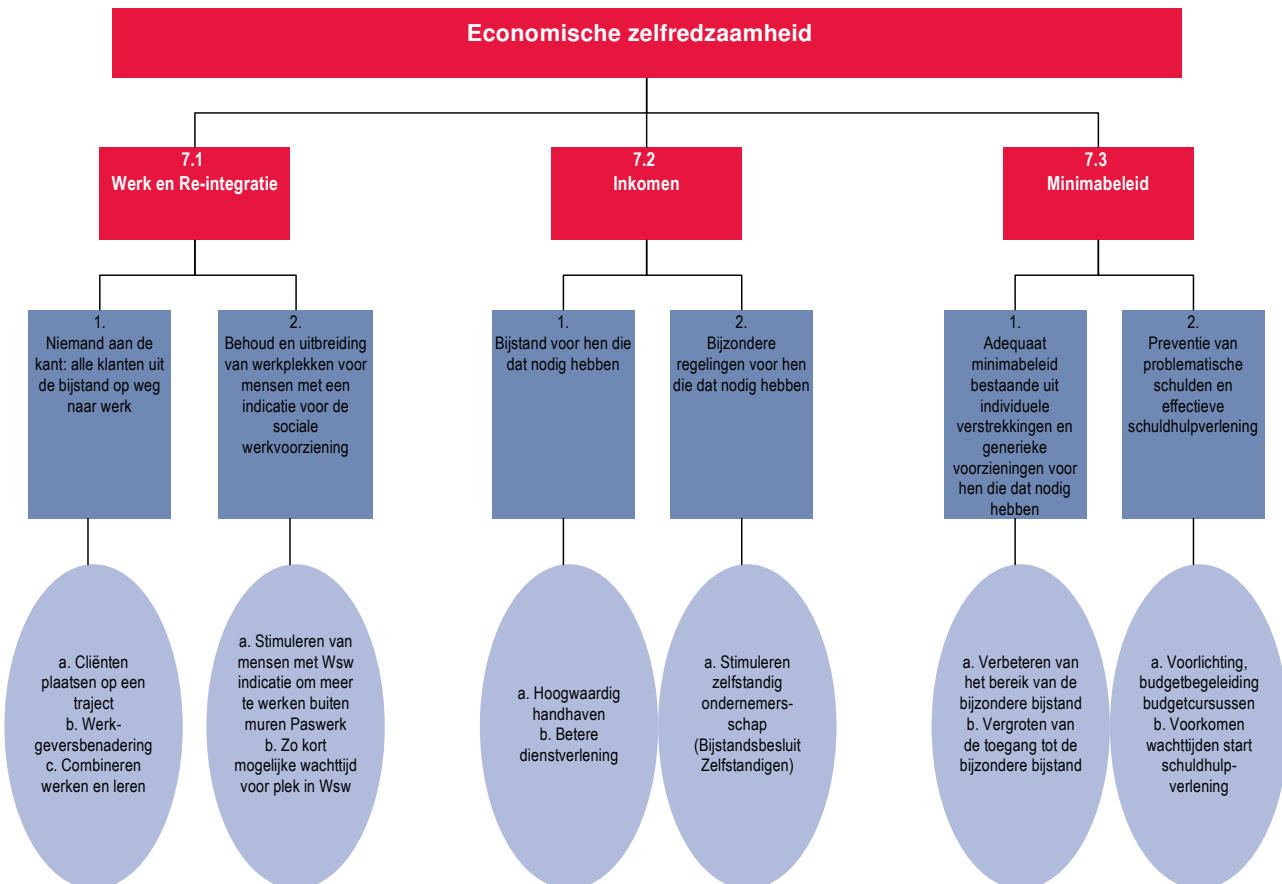 Economische zelfredzaamheid
7.1
Werk en Re-integratie
7.2
Inkomen
7.3
Minimabeleid
1.
Niemand aan de
kant: alle klanten uit
de bijstand op weg
naar werk
2.
Behoud en uitbreiding
van werkplekken voor
mensen met een
indicatie voor de
sociale
werkvoorziening
1.
Bijstand voor hen die
dat nodig hebben
2.
Bijzondere
regelingen voor hen
die dat nodig hebben
1.
Adequaat
minimabeleid
bestaande uit
individuele
verstrekkingen en
generieke
voorzieningen voor
hen die dat nodig
hebben
2.
Preventie van
problematische
schulden en
effectieve
schuldhulpverlening
a. Cliënten
plaatsen op een
traject
b. Werk-
geversbenadering
c. Combineren
werken en leren
a. Stimuleren van
mensen met Wsw
indicatie om meer
te werken buiten
muren Paswerk
b. Zo kort
mogelijke wachttijd
voor plek in Wsw
a. Hoogwaardig
handhaven
b. Betere
dienstverlening
a. Stimuleren
zelfstandig
ondernemers-
schap
(Bijstandsbesluit
Zelfstandigen)
a. Verbeteren van
het bereik van de
bijzondere bijstand
b. Vergroten van
de toegang tot de
bijzondere bijstand
a. Voorlichting,
budgetbegeleiding
budgetcursussen
b. Voorkomen
wachttijden start
schuldhulp-
verlening